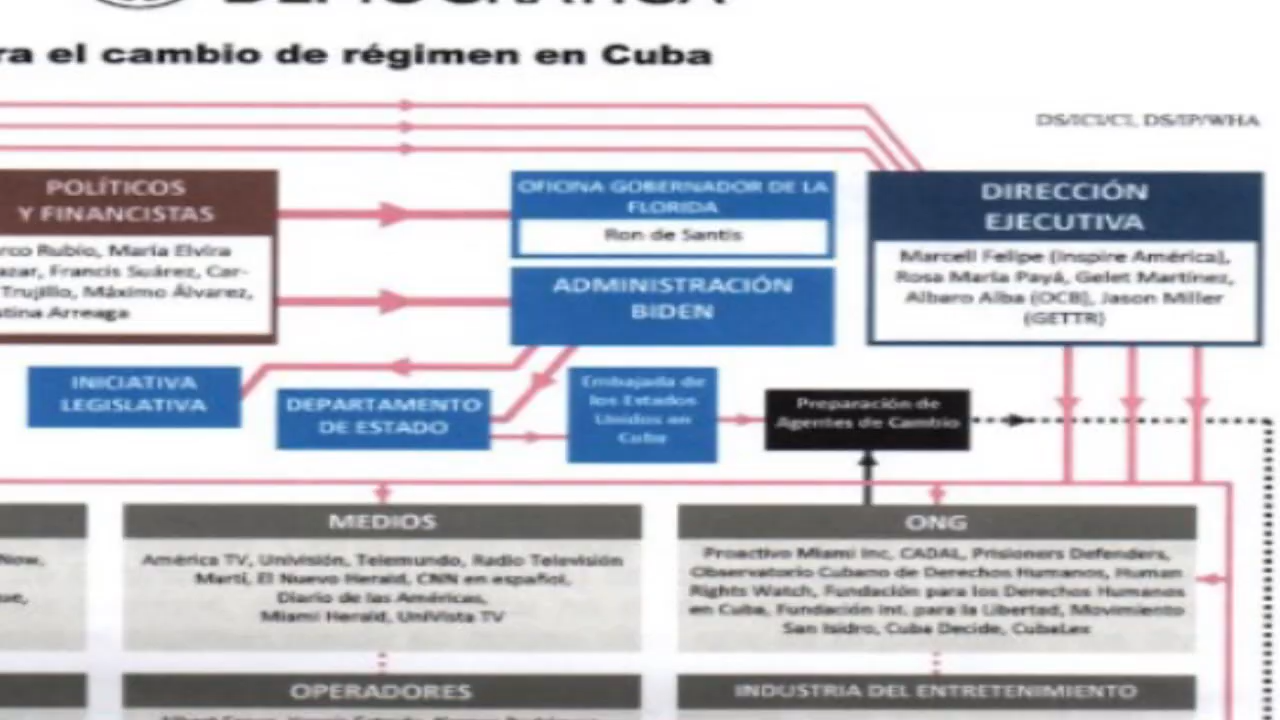 DEMOCRÁTICA
ra el cambio de régimen en Cuba
DS/ICI/CI, DS/IP/WHA
POLÍTICOS
Y FINANCISTAS
rco Rubio, María Elvira
azar, Francis Suárez, Car-
Trujillo, Máximo Álvarez,
stina Arreaga
OFICINA GOBERNADOR DE LA
FLORIDA
Ron de Santis
ADMINISTRACIÓN
BIDEN
DIRECCIÓN
EJECUTIVA
Marcell Felipe (Inspire América),
Rosa María Payá, Gelet Martínez,
Albaro Alba (OCB), Jason Miller
(GETTR)
INICIATIVA
LEGISLATIVA
DEPARTAMENTO
DE ESTADO
Embajada de
los Estados
Unidos en
Cuba
Preparación de
Agentes de Cambio
MEDIOS
América TV, Univisión, Telemundo, Radio Televisión
Martí, El Nuevo Herald, CNN en español,
Diario de las Américas,
Miami Herald, UniVista TV
ONG
Proactivo Miami Inc, CADAL, Prisioners Defenders,
Observatorio Cubano de Derechos Humanos, Human
Rights Watch, Fundación para los Derechos Humanos
en Cuba, Fundación Int. para la Libertad, Movimiento
San Isidro, Cuba Decide, CubaLex
Now,
OPERADORES
INDUSTRIA DEL ENTRETENIMIENTO